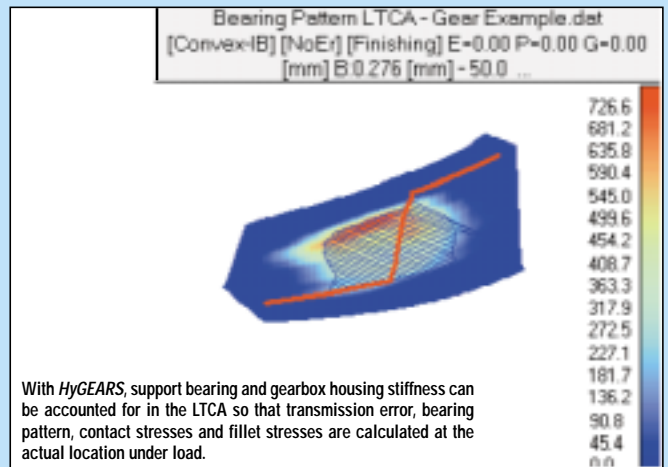 Bearing Pattern LTCA - Gear Example.dat
[Convex-IB] [NoEr] [Finishing] E=0.00 P=0.00 G=0.00
[mm] B:0.276 [mm] - 50.0 ...
726.6
681.2
635.8
590.4
545.0
499.6
454.2
408.7
363.3
317.9
272.5
227.1
181.7
136.2
90.8
45.4
0.0
With HyGEARS, support bearing and gearbox housing stiffness can
be accounted for in the LTCA so that transmission error, bearing
pattern, contact stresses and fillet stresses are calculated at the
actual location under load.